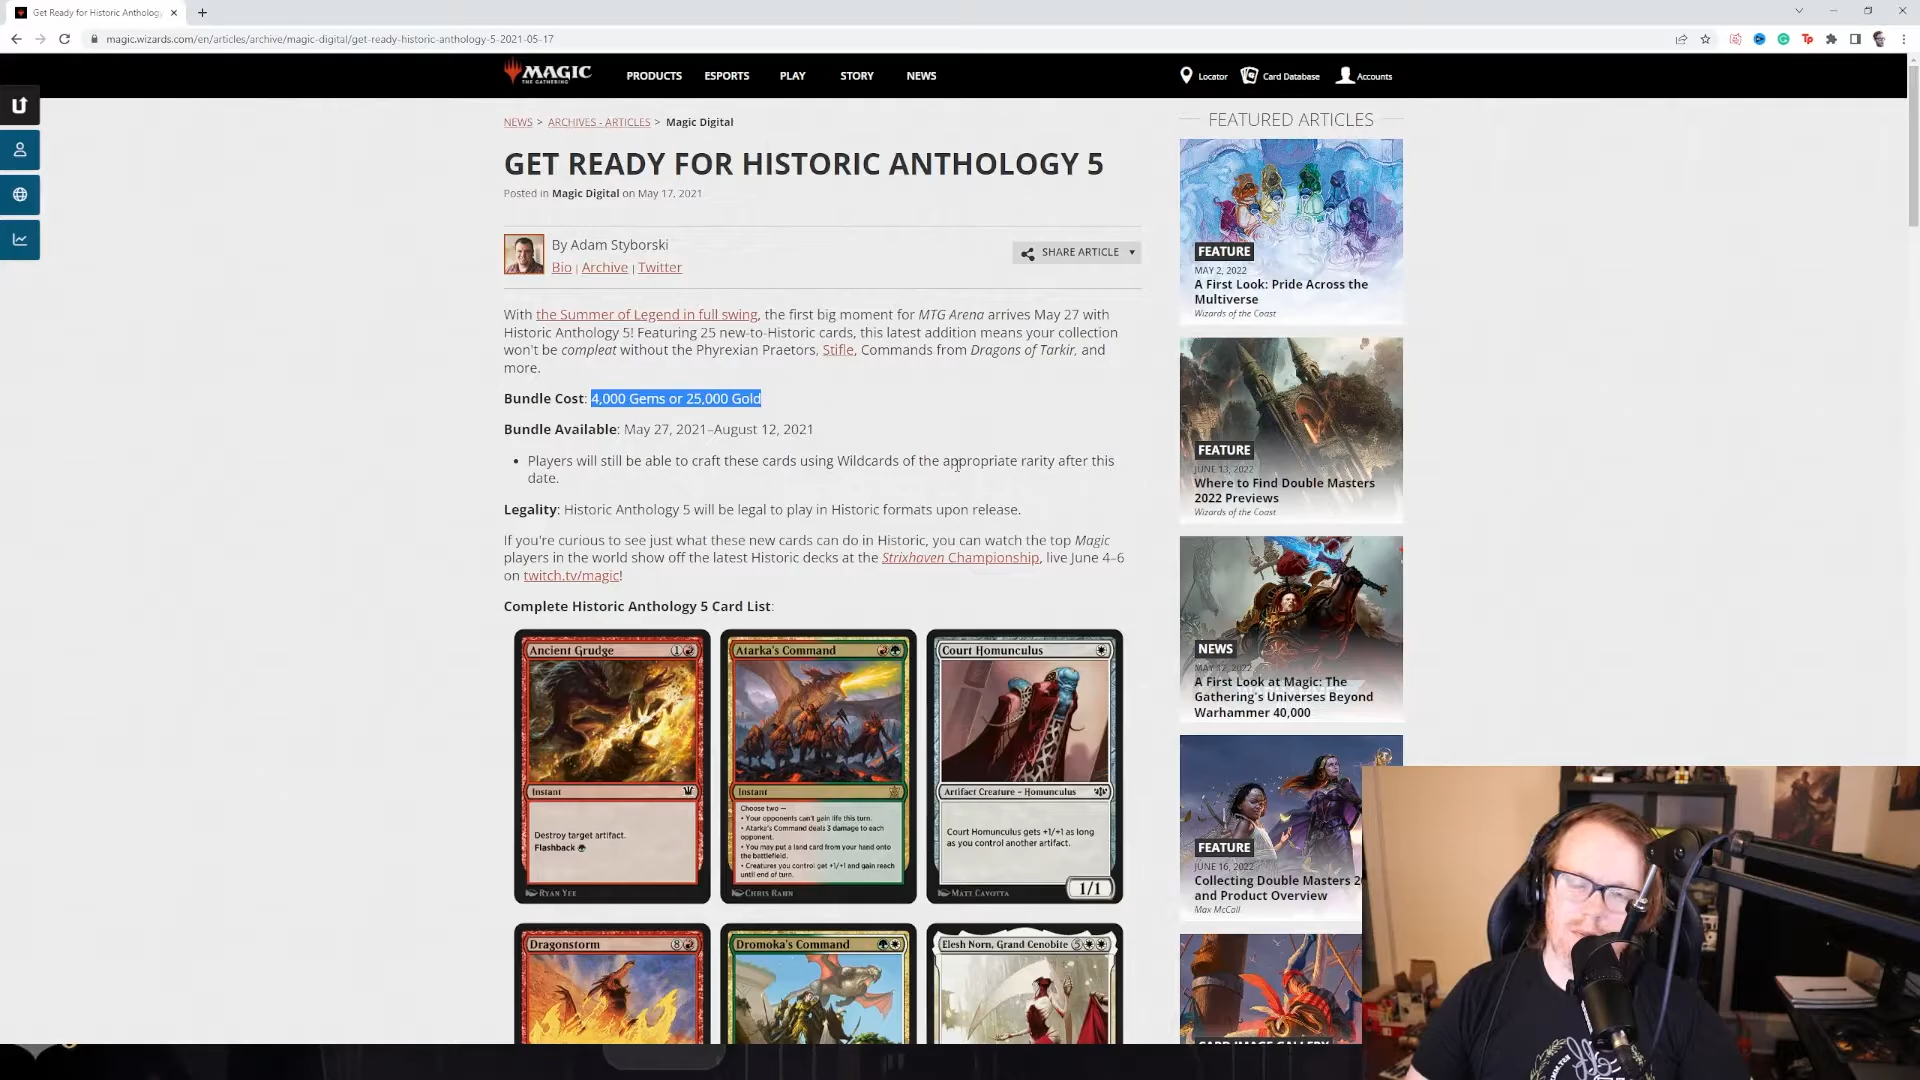 Get Ready for Historic Anthology
magic.wizards.com/en/articles/archive/magic-digital/get-ready-historic-anthology-5-2021-05-17
MAGIC
THE GATHERING
PRODUCTS
ESPORTS
PLAY
STORY
NEWS
Locator
Card Database
Accounts
NEWS > ARCHIVES - ARTICLES > Magic Digital
GET READY FOR HISTORIC ANTHOLOGY 5
Posted in Magic Digital on May 17, 2021
By Adam Styborski
Bio | Archive | Twitter
SHARE ARTICLE
With the Summer of Legend in full swing, the first big moment for MTG Arena arrives May 27 with
Historic Anthology 5! Featuring 25 new-to-Historic cards, this latest addition means your collection
won't be compleat without the Phyrexian Praetors, Stifle, Commands from Dragons of Tarkir, and
more.
Bundle Cost: 4,000 Gems or 25,000 Gold
Bundle Available: May 27, 2021–August 12, 2021
• Players will still be able to craft these cards using Wildcards of the appropriate rarity after this
date.
Legality: Historic Anthology 5 will be legal to play in Historic formats upon release.
If you're curious to see just what these new cards can do in Historic, you can watch the top Magic
players in the world show off the latest Historic decks at the Strixhaven Championship, live June 4–6
on twitch.tv/magic!
Complete Historic Anthology 5 Card List:
Ancient Grudge
1
Instant
Destroy target artifact.
Flashback
RYAN YEE
Atarka's Command
Instant
Choose two —
• Your opponents can't gain life this turn.
• Atarka's Command deals 3 damage to each
opponent.
• You may put a land card from your hand onto
the battlefield.
• Creatures you control get +1/+1 and gain reach
until end of turn.
CHRIS RAHN
Court Homunculus
Artifact Creature – Homunculus
Court Homunculus gets +1/+1 as long
as you control another artifact.
1/1
MATT CAVOTTA
Dragonstorm
8
Dromoka's Command
Elesh Norn, Grand Cenobite
5
FEATURED ARTICLES
FEATURE
MAY 2, 2022
A First Look: Pride Across the
Multiverse
Wizards of the Coast
FEATURE
JUNE 13, 2022
Where to Find Double Masters
2022 Previews
Wizards of the Coast
NEWS
MAY 12, 2022
A First Look at Magic: The
Gathering's Universes Beyond
Warhammer 40,000
FEATURE
JUNE 16, 2022
Collecting Double Masters 2
and Product Overview
Max McCall
CARD IMAGE GALLERY